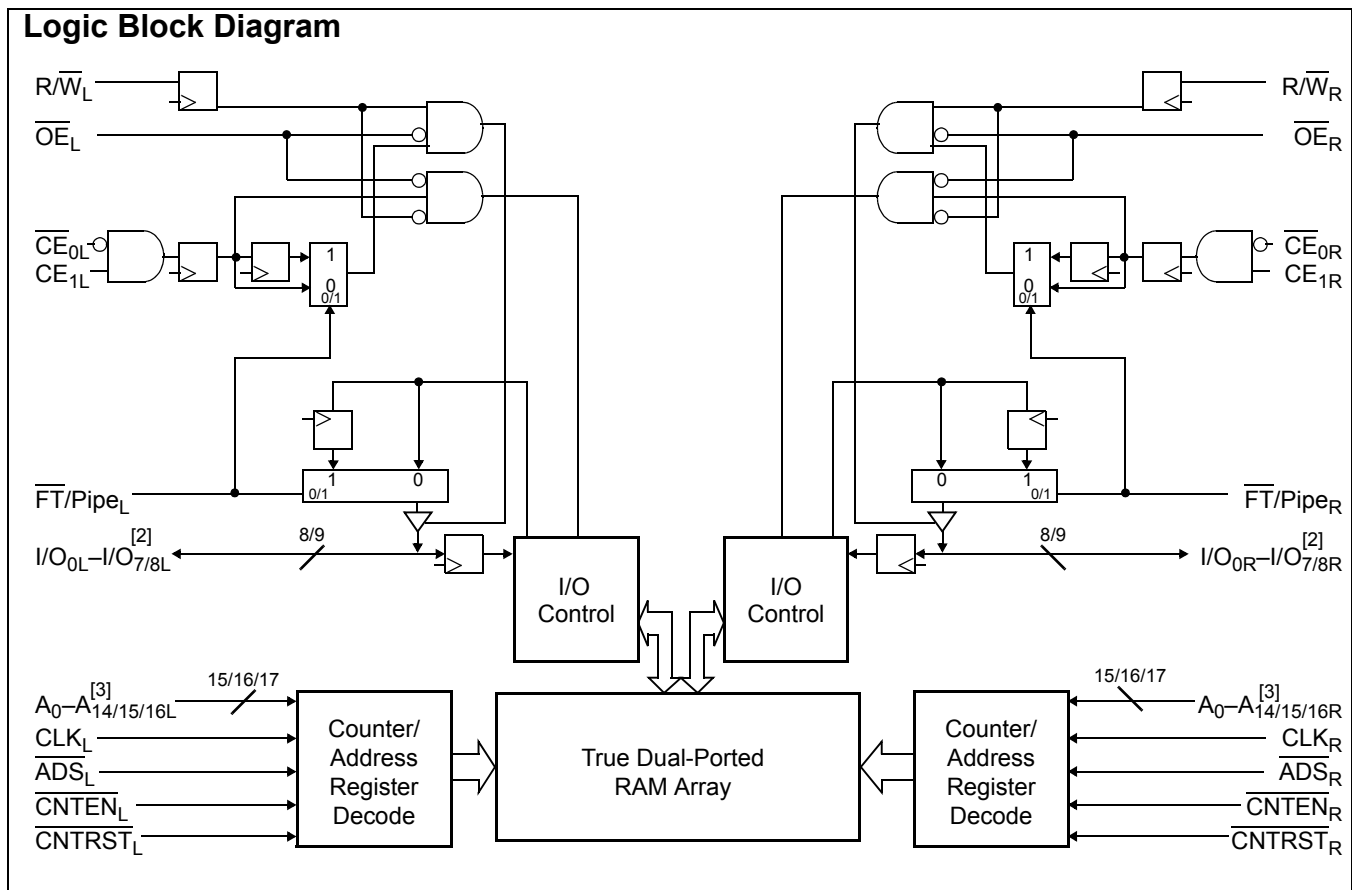 Logic Block Diagram
R/W̅L
R/W̅R
O̅E̅L
O̅E̅R
C̅E̅0L
CE1L
1
0
0/1
1
0
0/1
C̅E̅0R
CE1R
F̅T̅/PipeL
1 0
0/1
0 1
0/1
F̅T̅/PipeR
I/O0L–I/O7/8L[2]
8/9
8/9
I/O0R–I/O7/8R[2]
I/O
Control
I/O
Control
A0–A14/15/16L[3]
15/16/17
15/16/17
A0–A14/15/16R[3]
CLKL
A̅D̅S̅L
C̅N̅T̅E̅N̅L
C̅N̅T̅R̅S̅T̅L
Counter/
Address
Register
Decode
True Dual-Ported
RAM Array
Counter/
Address
Register
Decode
CLKR
A̅D̅S̅R
C̅N̅T̅E̅N̅R
C̅N̅T̅R̅S̅T̅R